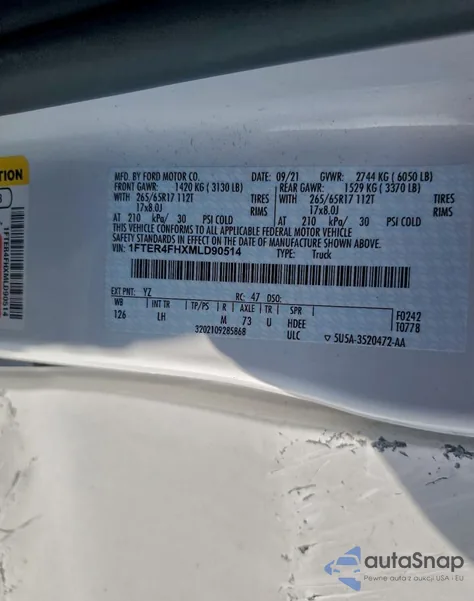 TION
1FTER4FHXMLD90514
MFD. BY FORD MOTOR CO. DATE: 09/21 GVWR: 2744 KG ( 6050 LB)
FRONT GAWR: 1420 KG ( 3130 LB) REAR GAWR: 1529 KG ( 3370 LB)
WITH 265/65R17 112T TIRES WITH 265/65R17 112T TIRES
17x8.0J RIMS 17x8.0J RIMS
AT 210 kPa/ 30 PSI COLD AT 210 kPa/ 30 PSI COLD
THIS VEHICLE CONFORMS TO ALL APPLICABLE FEDERAL MOTOR VEHICLE
SAFETY STANDARDS IN EFFECT ON THE DATE OF MANUFACTURE SHOWN ABOVE.
VIN: 1FTER4FHXMLD90514 TYPE: Truck
EXT PNT: YZ RC: 47 DSO:
WB INT TR TP/PS R AXLE TR SPR F0242
126 LH M 73 U HDEE T0778
3202109285868 ULC ▽ 5U5A-3520472-AA
autaSnap
Pewne auta z aukcji USA - EU